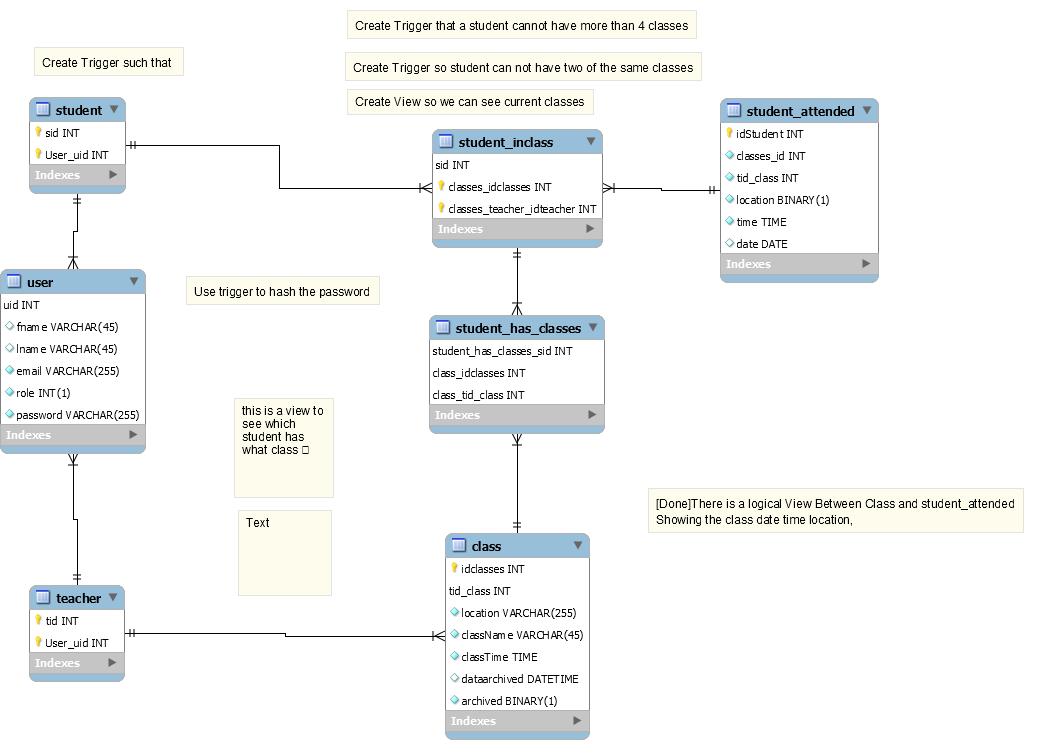 Create Trigger that a student cannot have more than 4 classes
Create Trigger such that
Create Trigger so student can not have two of the same classes
Create View so we can see current classes
student
sid INT
User_uid INT
Indexes
student_inclass
sid INT
classes_idclasses INT
classes_teacher_idteacher INT
Indexes
student_attended
idStudent INT
classes_id INT
tid_class INT
location BINARY(1)
time TIME
date DATE
Indexes
user
uid INT
fname VARCHAR(45)
lname VARCHAR(45)
email VARCHAR(255)
role INT(1)
password VARCHAR(255)
Indexes
Use trigger to hash the password
student_has_classes
student_has_classes_sid INT
class_idclasses INT
class_tid_class INT
Indexes
this is a view to
see which
student has
what class
Text
[Done]There is a logical View Between Class and student_attended
Showing the class date time location,
teacher
tid INT
User_uid INT
Indexes
class
idclasses INT
tid_class INT
location VARCHAR(255)
className VARCHAR(45)
classTime TIME
dataarchived DATETIME
archived BINARY(1)
Indexes